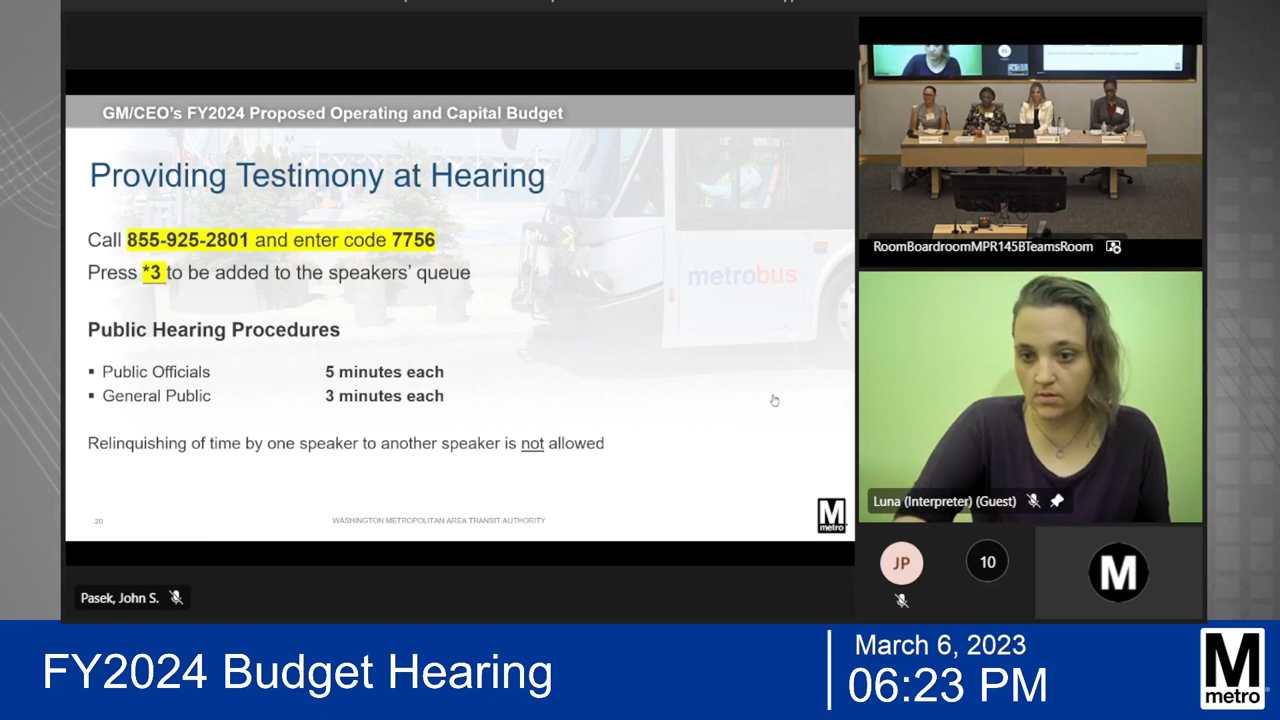 GM/CEO's FY2024 Proposed Operating and Capital Budget
Providing Testimony at Hearing
Call 855-925-2801 and enter code 7756
Press *3 to be added to the speakers' queue
metrobus
Public Hearing Procedures
▪ Public Officials 5 minutes each
▪ General Public 3 minutes each
Relinquishing of time by one speaker to another speaker is not allowed
WASHINGTON METROPOLITAN AREA TRANSIT AUTHORITY
M
metro
Pasek, John S.
RoomBoardroomMPR145BTeamsRoom
Luna (Interpreter) (Guest)
JP
10
M
FY2024 Budget Hearing
March 6, 2023
06:23 PM
M
metro